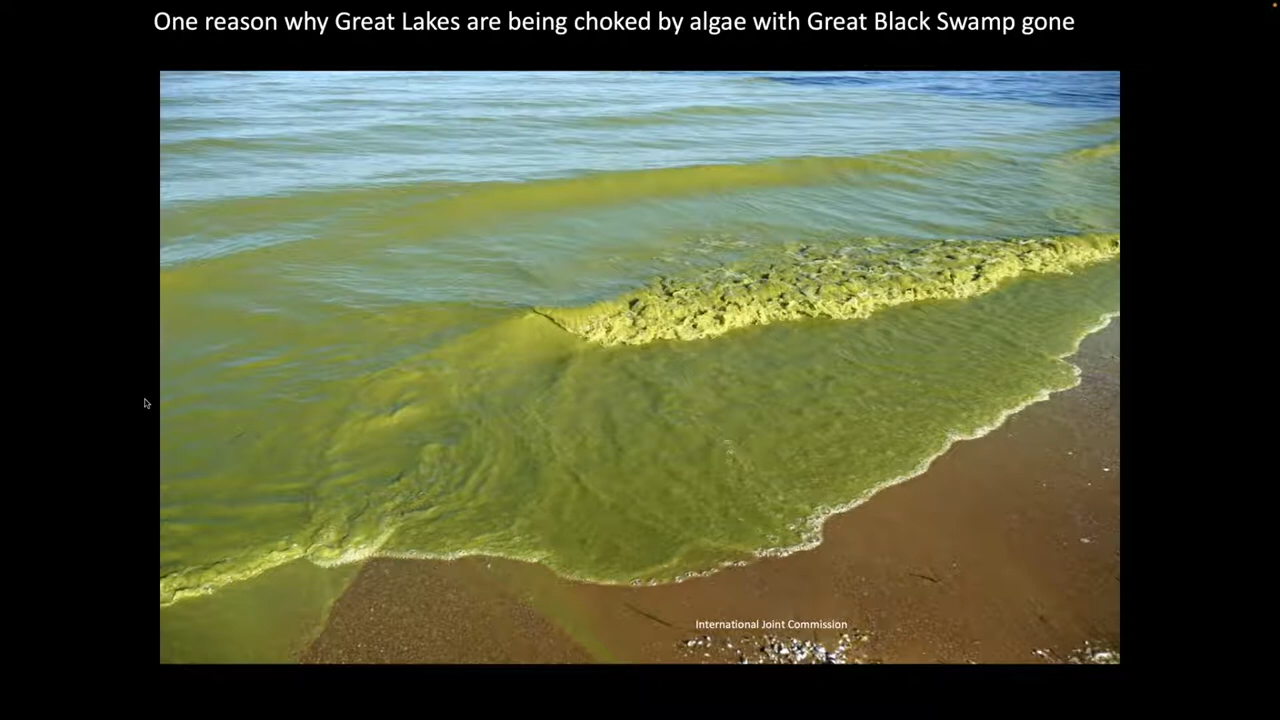 One reason why Great Lakes are being choked by algae with Great Black Swamp gone
International Joint Commission